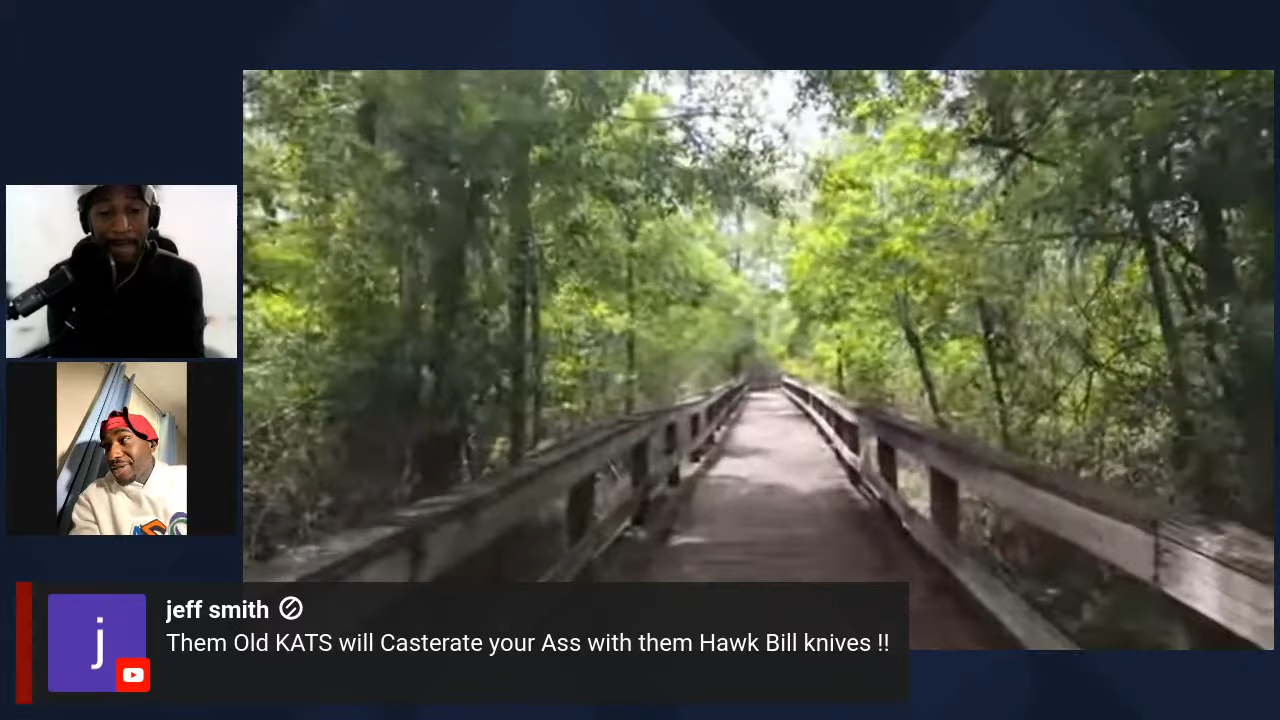 jeff smith
Them Old KATS will Casterate your Ass with them Hawk Bill knives !!
j